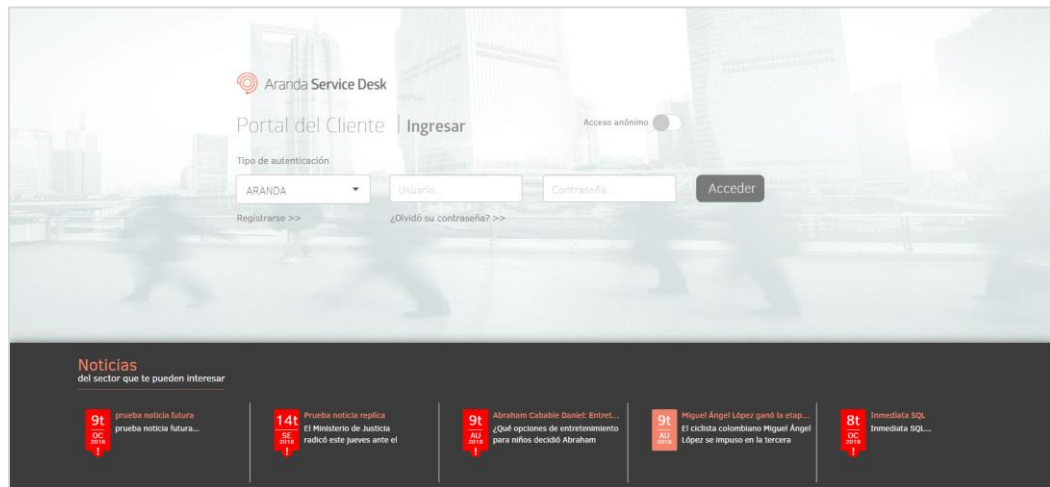 Aranda Service Desk
Portal del Cliente | Ingresar
Acceso anónimo
Tipo de autenticación
ARANDA
Usuario...
Contraseña...
Acceder
Registrarse >>
¿Olvidó su contraseña? >>
Noticias
del sector que te pueden interesar
9t
OC
2018
!
prueba noticia futura
prueba noticia futura...
14t
SE
2018
!
Prueba noticia replica
El Ministerio de Justicia
radicó este jueves ante el
9t
AU
2018
!
Abraham Cababie Daniel: Entret...
¿Qué opciones de entretenimiento
para niños decidió Abraham
9t
AU
2018
Miguel Ángel López ganó la etap...
El ciclista colombiano Miguel Ángel
López se impuso en la tercera
8t
OC
2018
!
Inmediata SQL
Inmediata SQL...